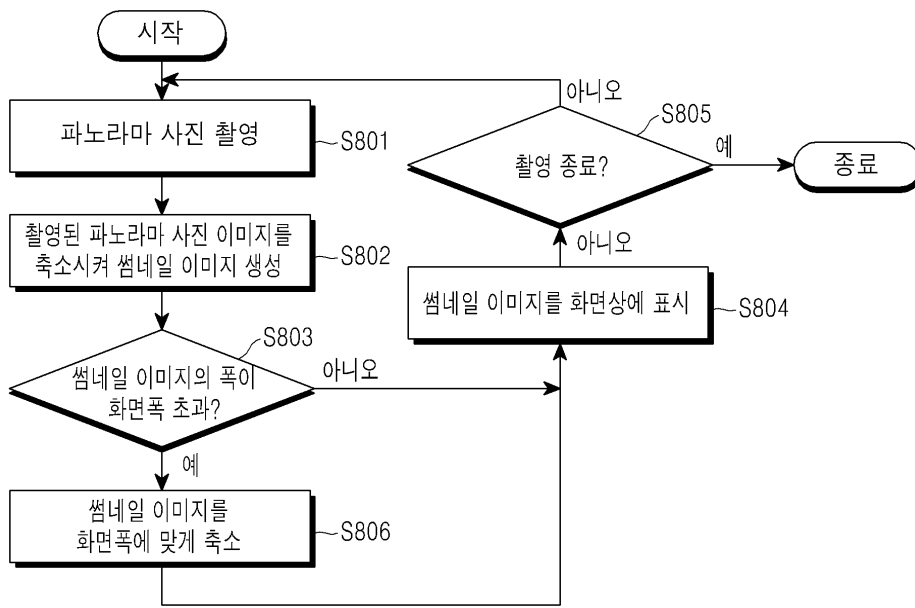 시작
파노라마 사진 촬영
S801
촬영된 파노라마 사진 이미지를
축소시켜 썸네일 이미지 생성
S802
S803
썸네일 이미지의 폭이
화면폭 초과?
아니오
예
썸네일 이미지를
화면폭에 맞게 축소
S806
아니오
S805
촬영 종료?
예
종료
아니오
썸네일 이미지를 화면상에 표시
S804